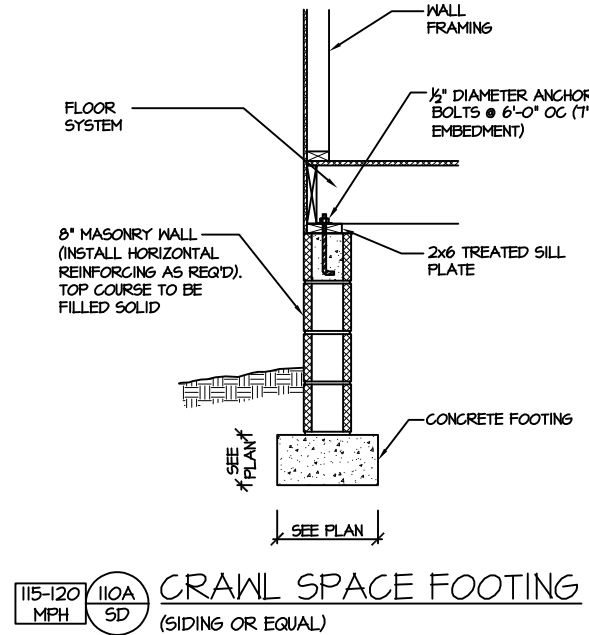 WALL
FRAMING
FLOOR
SYSTEM
½" DIAMETER ANCHOR
BOLTS @ 6'-0" OC (7"
EMBEDMENT)
8" MASONRY WALL
(INSTALL HORIZONTAL
REINFORCING AS REQ'D).
TOP COURSE TO BE
FILLED SOLID
2x6 TREATED SILL
PLATE
CONCRETE FOOTING
SEE
PLAN
SEE PLAN
115-120
MPH
110A
SD
CRAWL SPACE FOOTING
(SIDING OR EQUAL)